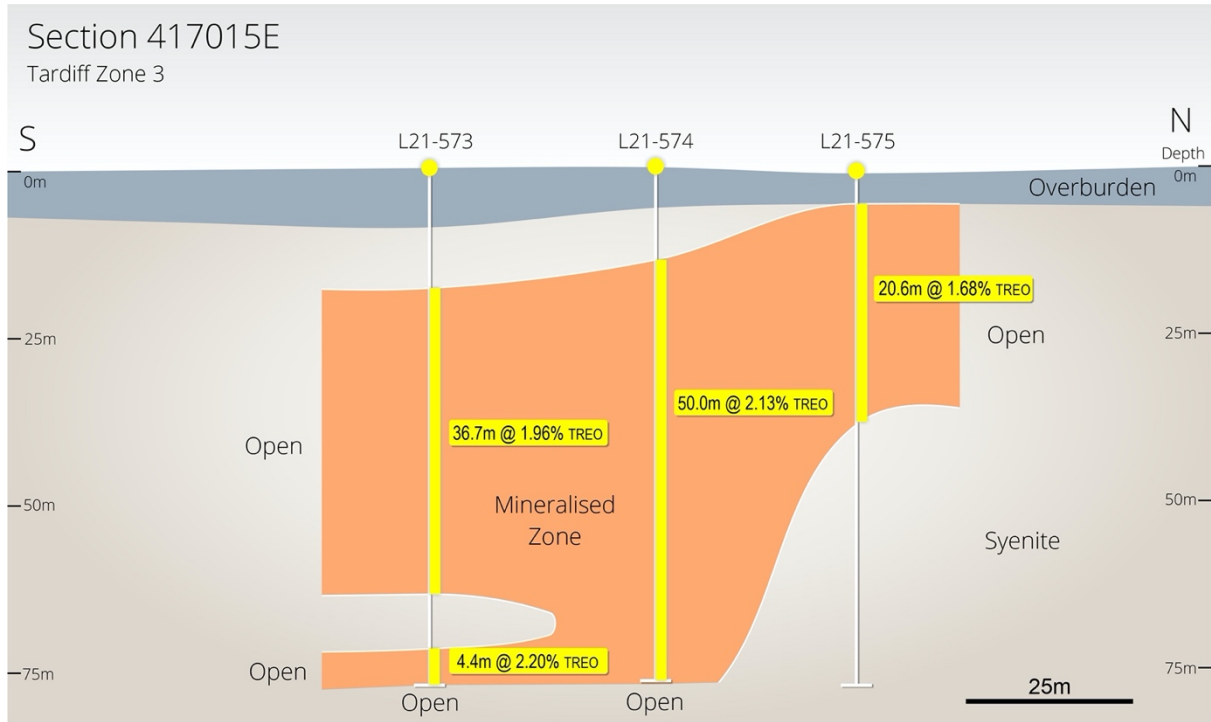 Section 417015E
Tardiff Zone 3
S
N
L21-573
L21-574
L21-575
Depth
0m
0m
Overburden
20.6m @ 1.68% TREO
25m
25m
Open
50.0m @ 2.13% TREO
36.7m @ 1.96% TREO
Open
50m
50m
Mineralised
Zone
Syenite
4.4m @ 2.20% TREO
Open
75m
75m
Open
Open
25m